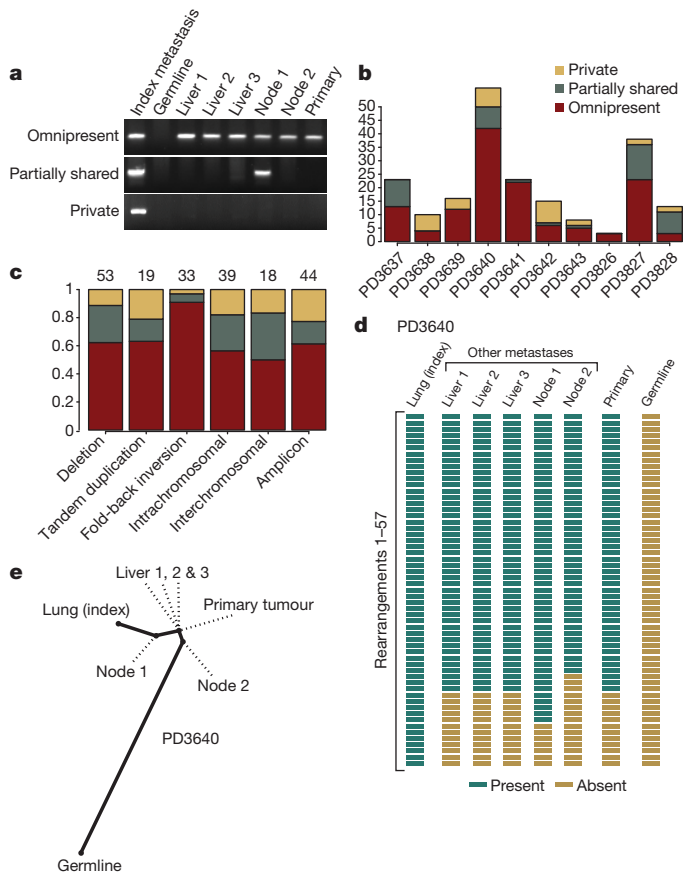 a
Index metastasis
Germline
Liver 1
Liver 2
Liver 3
Node 1
Node 2
Primary
Omnipresent
Partially shared
Private
b
Private
Partially shared
Omnipresent
50
45
40
35
30
25
20
15
10
5
0
PD3637
PD3638
PD3639
PD3640
PD3641
PD3642
PD3643
PD3826
PD3827
PD3828
c
53 19 33 39 18 44
1
0.8
0.6
0.4
0.2
0
Deletion
Tandem duplication
Fold-back inversion
Intrachromosomal
Interchromosomal
Amplicon
d PD3640
Other metastases
Lung (index)
Liver 1
Liver 2
Liver 3
Node 1
Node 2
Primary
Germline
Rearrangements 1–57
Present Absent
e
Liver 1, 2 & 3
Lung (index)
Primary tumour
Node 1
Node 2
PD3640
Germline